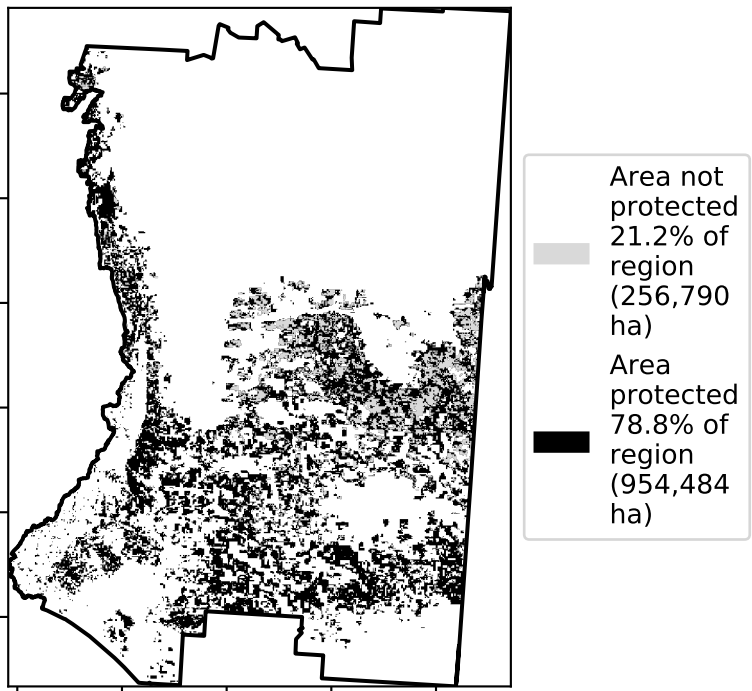 Area not
protected
21.2% of
region
(256,790
ha)
Area
protected
78.8% of
region
(954,484
ha)